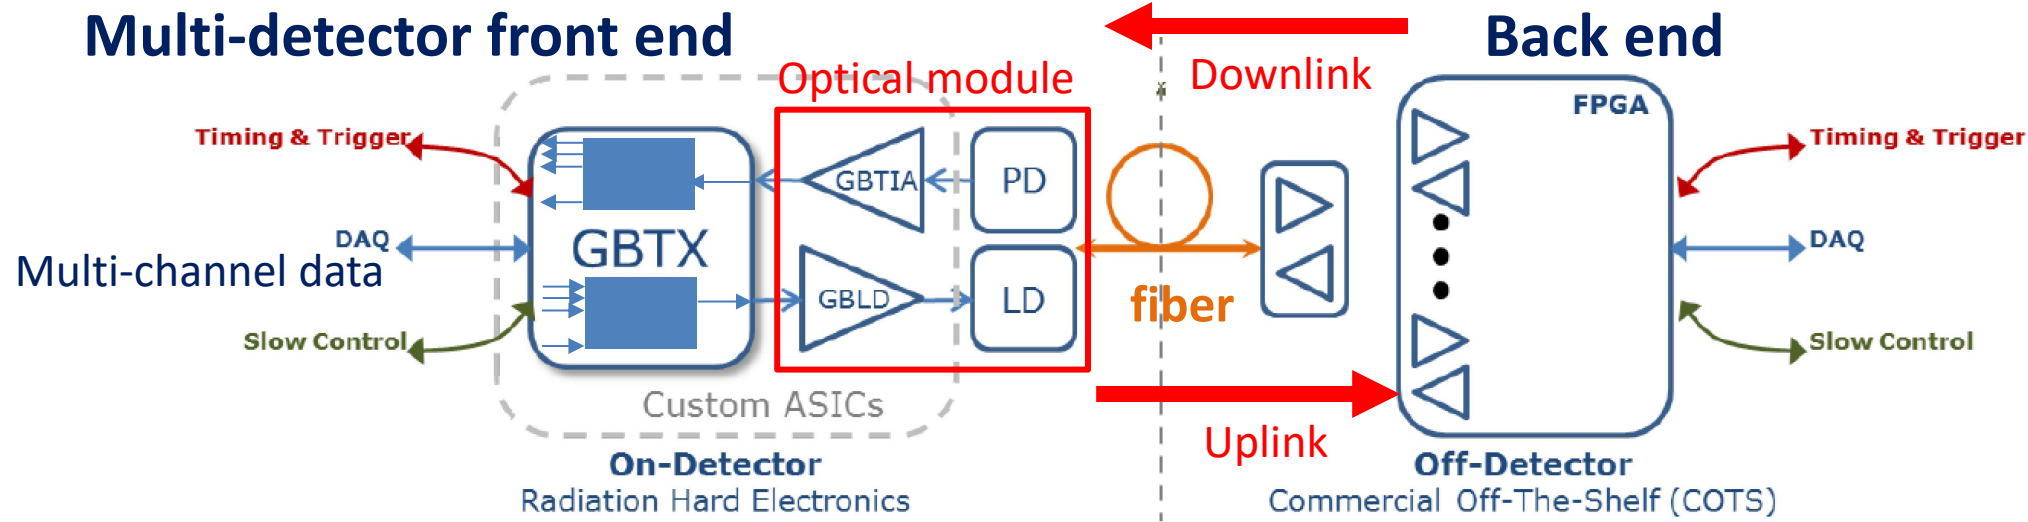 Multi-detector front end
Back end
Optical module
Downlink
FPGA
Timing & Trigger
Timing & Trigger
GBTIA
PD
DAQ
GBTX
DAQ
Multi-channel data
GBLD
LD
fiber
Slow Control
Slow Control
Custom ASICs
Uplink
On-Detector
Off-Detector
Radiation Hard Electronics
Commercial Off-The-Shelf (COTS)